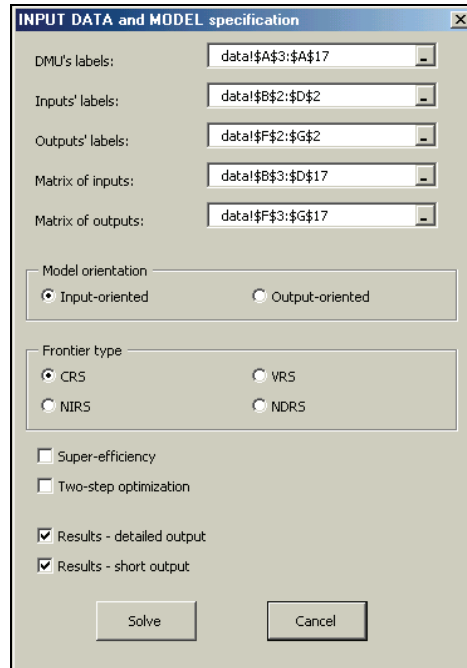 INPUT DATA and MODEL specification
DMU's labels: data!$A$3:$A$17
Inputs' labels: data!$B$2:$D$2
Outputs' labels: data!$F$2:$G$2
Matrix of inputs: data!$B$3:$D$17
Matrix of outputs: data!$F$3:$G$17
Model orientation
Input-oriented Output-oriented
Frontier type
CRS VRS
NIRS NDRS
Super-efficiency
Two-step optimization
Results - detailed output
Results - short output
Solve Cancel